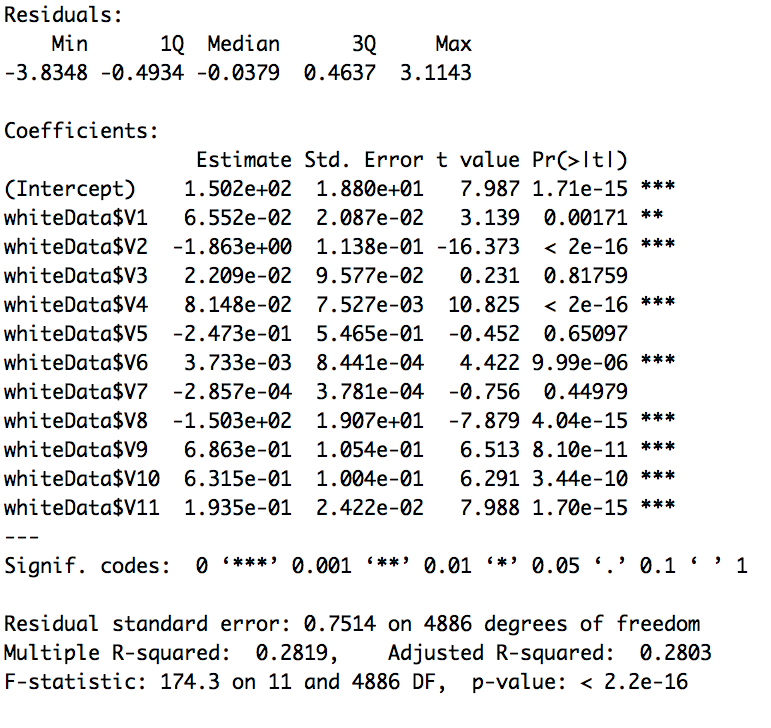 Residuals:
    Min      1Q  Median      3Q     Max
-3.8348 -0.4934 -0.0379  0.4637  3.1143

Coefficients:
                Estimate Std. Error t value Pr(>|t|)
(Intercept)    1.502e+02  1.880e+01   7.987 1.71e-15 ***
whiteData$V1   6.552e-02  2.087e-02   3.139  0.00171 **
whiteData$V2  -1.863e+00  1.138e-01 -16.373  < 2e-16 ***
whiteData$V3   2.209e-02  9.577e-02   0.231  0.81759
whiteData$V4   8.148e-02  7.527e-03  10.825  < 2e-16 ***
whiteData$V5  -2.473e-01  5.465e-01  -0.452  0.65097
whiteData$V6   3.733e-03  8.441e-04   4.422 9.99e-06 ***
whiteData$V7  -2.857e-04  3.781e-04  -0.756  0.44979
whiteData$V8  -1.503e+02  1.907e+01  -7.879 4.04e-15 ***
whiteData$V9   6.863e-01  1.054e-01   6.513 8.10e-11 ***
whiteData$V10  6.315e-01  1.004e-01   6.291 3.44e-10 ***
whiteData$V11  1.935e-01  2.422e-02   7.988 1.70e-15 ***
---
Signif. codes:  0 ‘***’ 0.001 ‘**’ 0.01 ‘*’ 0.05 ‘.’ 0.1 ‘ ’ 1

Residual standard error: 0.7514 on 4886 degrees of freedom
Multiple R-squared:  0.2819,    Adjusted R-squared:  0.2803
F-statistic: 174.3 on 11 and 4886 DF,  p-value: < 2.2e-16